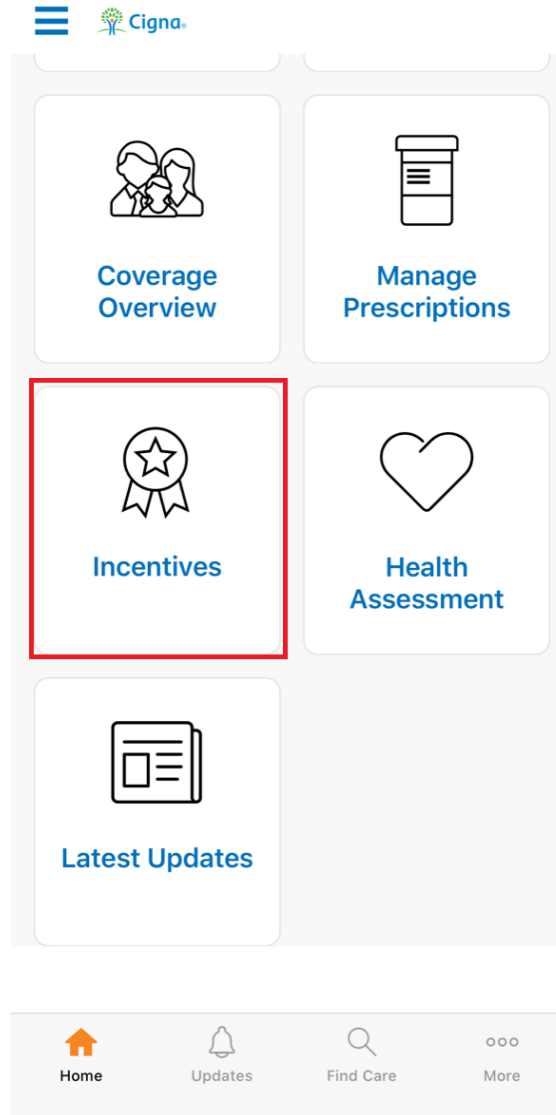 Cigna®
Coverage
Overview
Manage
Prescriptions
Incentives
Health
Assessment
Latest Updates
Home
Updates
Find Care
More